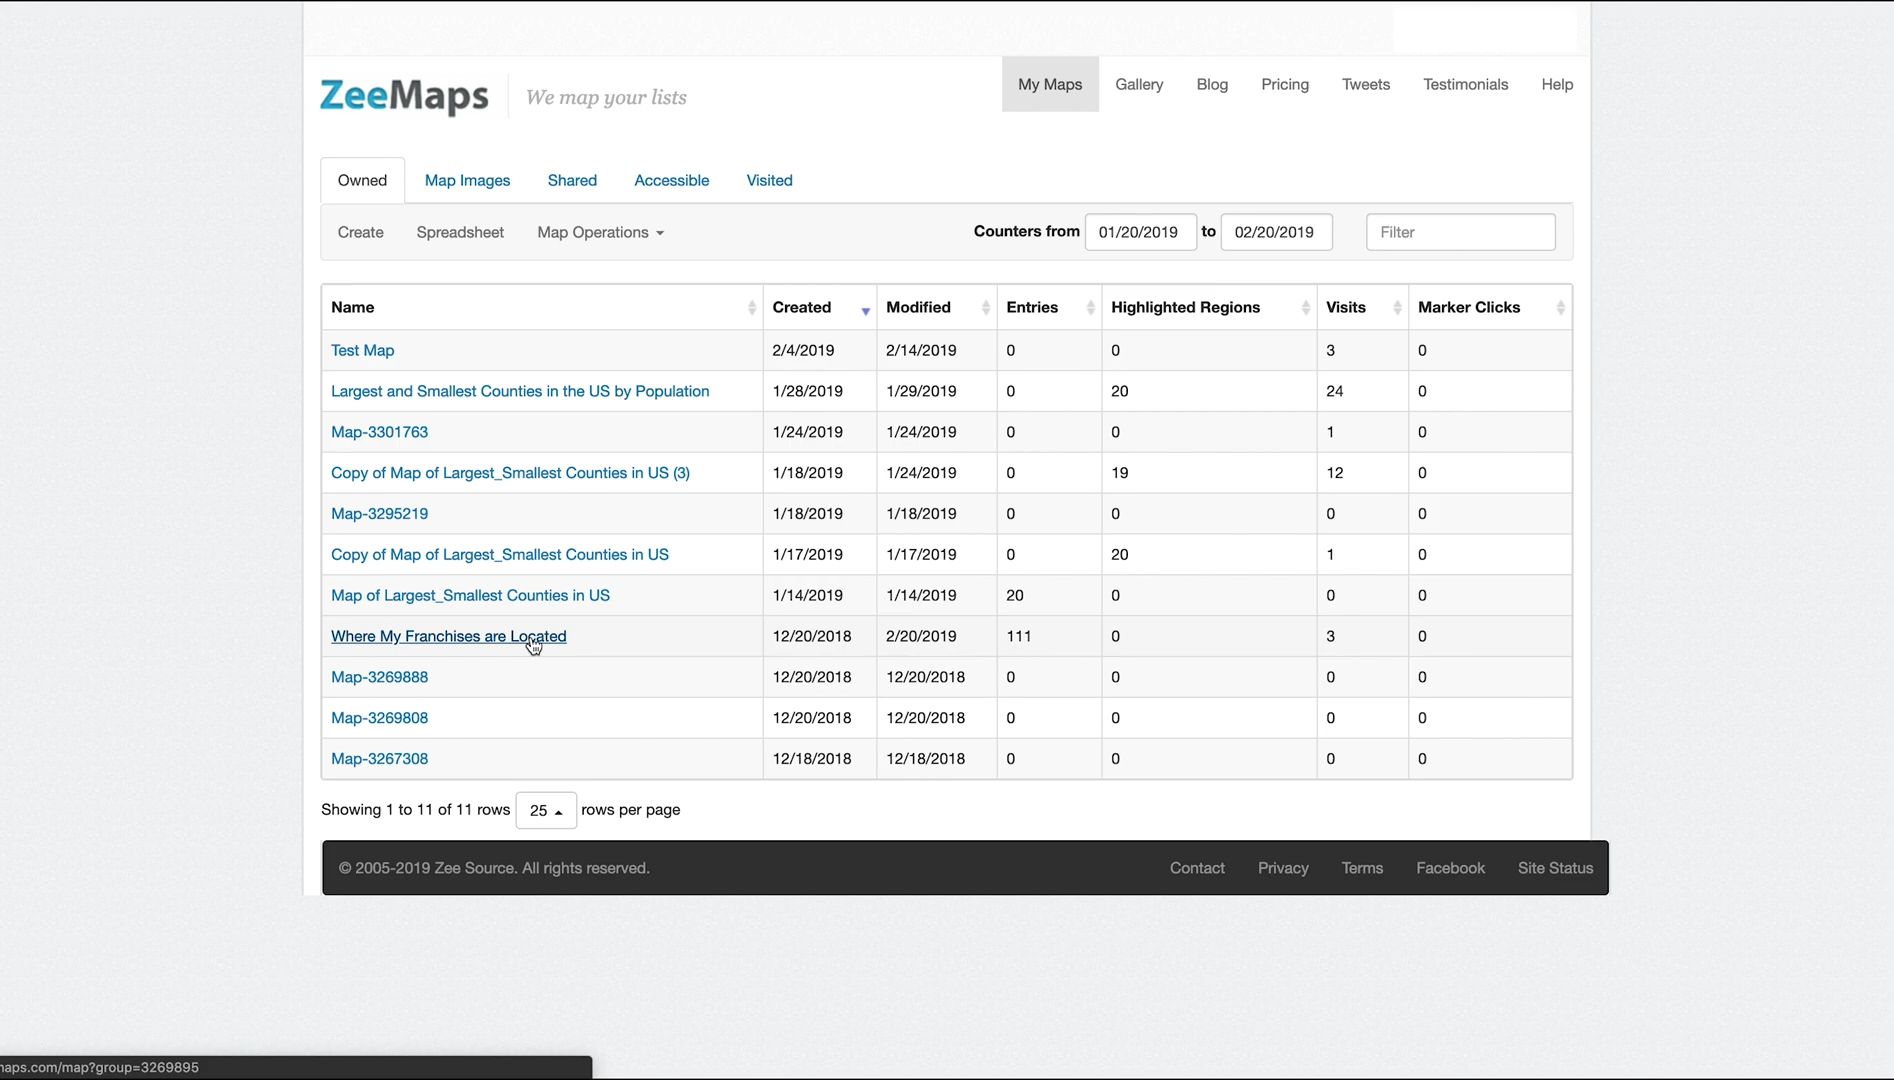 ZeeMaps We map your lists My Maps Gallery Blog Pricing Tweets Testimonials Help
Owned Map Images Shared Accessible Visited
Create Spreadsheet Map Operations Counters from 01/20/2019 to 02/20/2019 Filter
Name Created Modified Entries Highlighted Regions Visits Marker Clicks
Test Map 2/4/2019 2/14/2019 0 0 3 0
Largest and Smallest Counties in the US by Population 1/28/2019 1/29/2019 0 20 24 0
Map-3301763 1/24/2019 1/24/2019 0 0 1 0
Copy of Map of Largest_Smallest Counties in US (3) 1/18/2019 1/24/2019 0 19 12 0
Map-3295219 1/18/2019 1/18/2019 0 0 0 0
Copy of Map of Largest_Smallest Counties in US 1/17/2019 1/17/2019 0 20 1 0
Map of Largest_Smallest Counties in US 1/14/2019 1/14/2019 20 0 0 0
Where My Franchises are Located 12/20/2018 2/20/2019 111 0 3 0
Map-3269888 12/20/2018 12/20/2018 0 0 0 0
Map-3269808 12/20/2018 12/20/2018 0 0 0 0
Map-3267308 12/18/2018 12/18/2018 0 0 0 0
Showing 1 to 11 of 11 rows 25 rows per page
© 2005-2019 Zee Source. All rights reserved. Contact Privacy Terms Facebook Site Status
maps.com/map?group=3269895